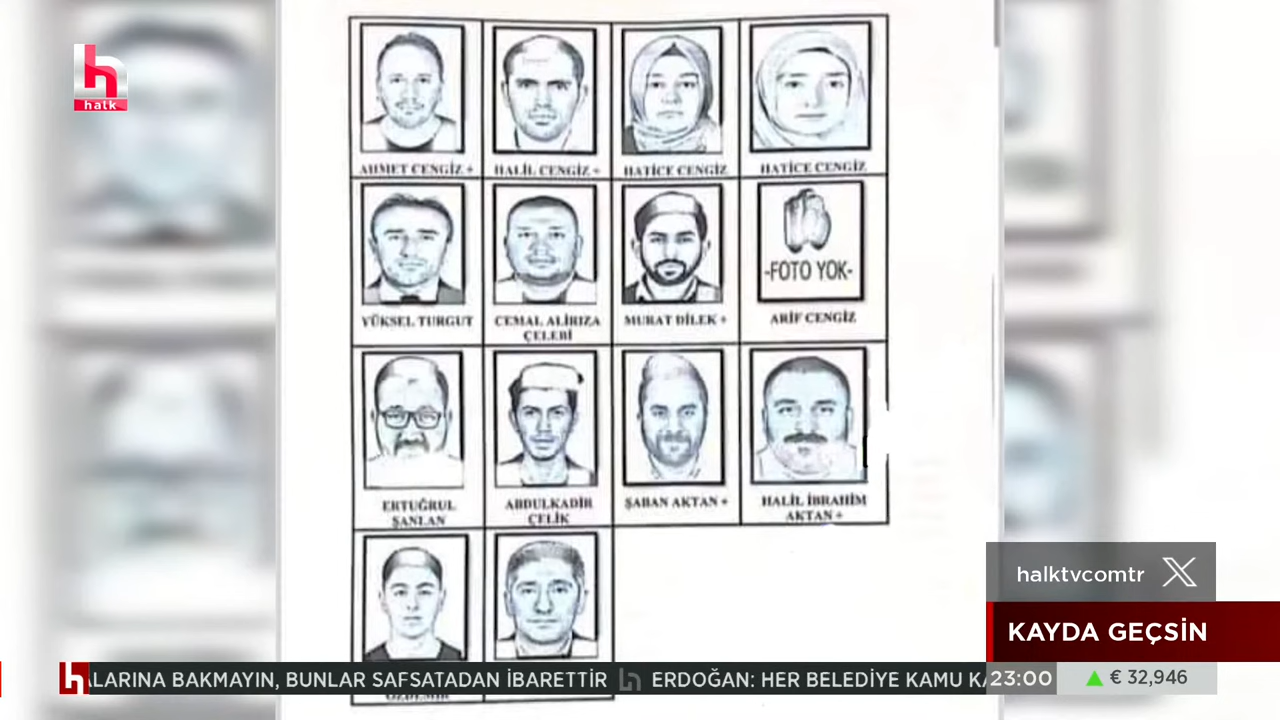 halk
AHMET CENGİZ +
HALİL CENGİZ +
HATİCE CENGİZ
HATİCE CENGİZ
-FOTO YOK-
YÜKSEL TURGUT
CEMAL ALİRIZA
ÇELEBİ
MURAT DİLEK +
ARİF CENGİZ
ERTUĞRUL
ŞANLAN
ABDULKADİR
ÇELİK
ŞABAN AKTAN +
HALİL İBRAHİM
AKTAN +
halktvcomtr
KAYDA GEÇSİN
ALARINA BAKMAYIN, BUNLAR SAFSATADAN İBARETTİR
ERDOĞAN: HER BELEDİYE KAMU
23:00
€ 32,946